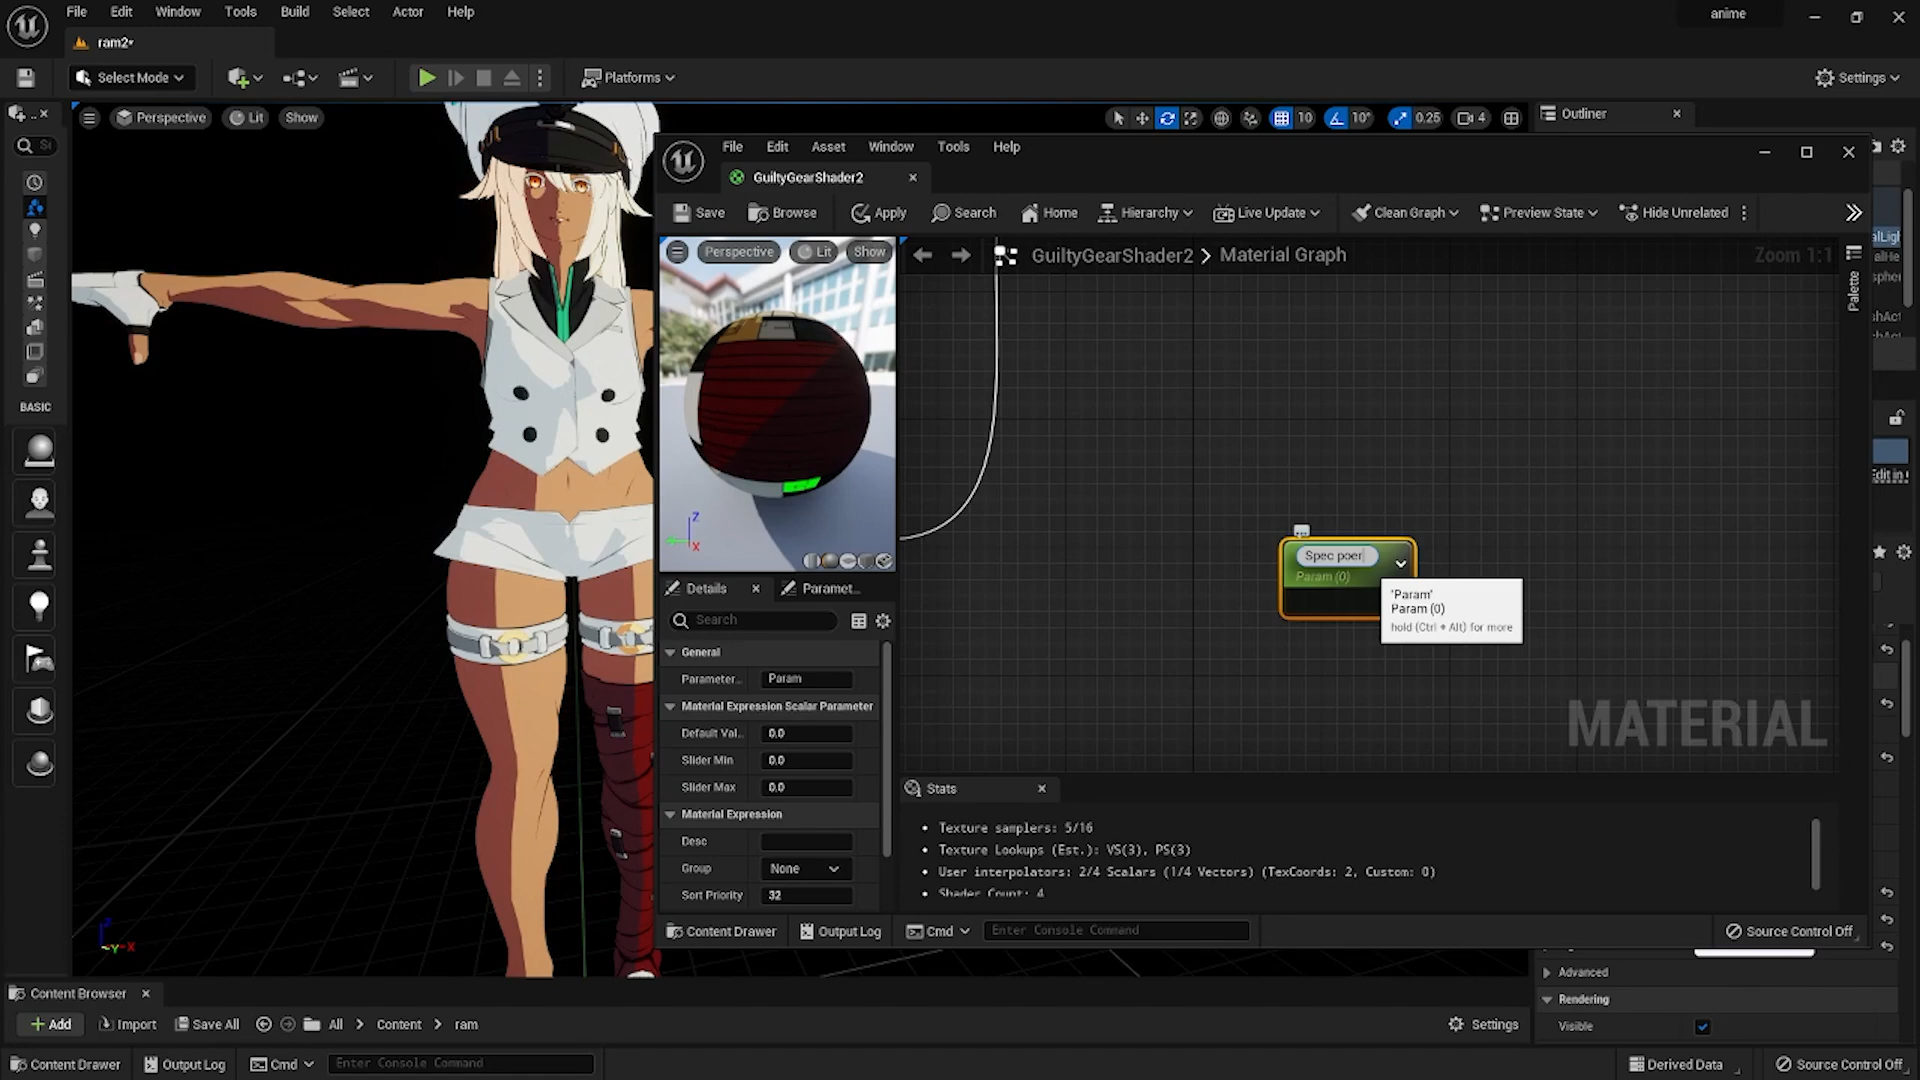 File Edit Window Tools Build Select Actor Help
anime
ram2•
Select Mode
Platforms
Settings
Perspective Lit Show
10 10° 0.25 4
Outliner
File Edit Asset Window Tools Help
GuiltyGearShader2
Save Browse Apply Search Home Hierarchy Live Update Clean Graph Preview State Hide Unrelated
Perspective Lit Show
GuiltyGearShader2 > Material Graph
Zoom 1:1
Palette
BASIC
Spec poer
Param (0)
'Param'
Param (0)
hold (Ctrl + Alt) for more
MATERIAL
Z
X
Details Paramet...
Search
General
Parameter.. Param
Material Expression Scalar Parameter
Default Val.. 0.0
Slider Min 0.0
Slider Max 0.0
Material Expression
Desc
Group None
Sort Priority 32
Stats
• Texture samplers: 5/16
• Texture Lookups (Est.): VS(3), PS(3)
• User interpolators: 2/4 Scalars (1/4 Vectors) (TexCoords: 2, Custom: 0)
• Shader Count: 4
Content Drawer Output Log Cmd Enter Console Command Source Control Off
Advanced
Rendering
Visible
Content Browser
Add Import Save All All > Content > ram Settings
Content Drawer Output Log Cmd Enter Console Command Derived Data Source Control Off